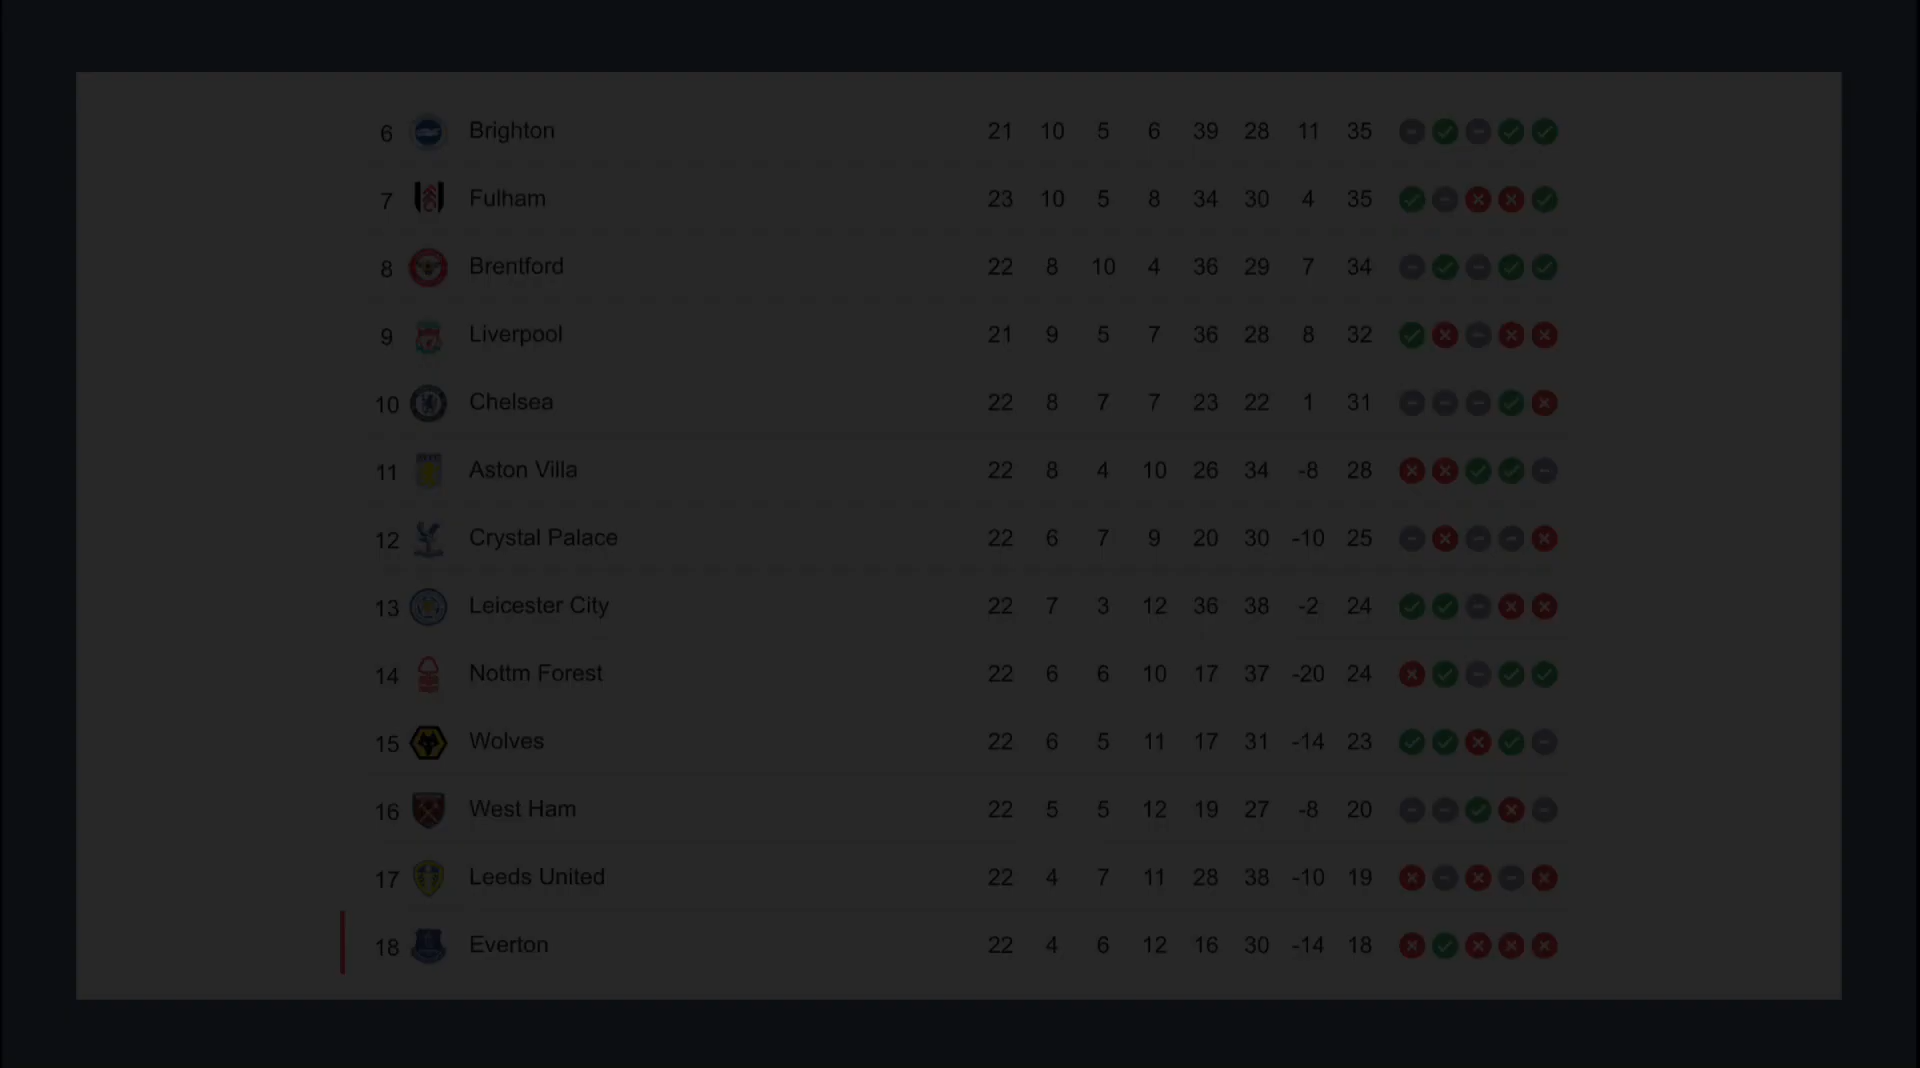 6 Brighton 21 10 5 6 39 28 11 35
7 Fulham 23 10 5 8 34 30 4 35
8 Brentford 22 8 10 4 36 29 7 34
9 Liverpool 21 9 5 7 36 28 8 32
10 Chelsea 22 8 7 7 23 22 1 31
11 Aston Villa 22 8 4 10 26 34 -8 28
12 Crystal Palace 22 6 7 9 20 30 -10 25
13 Leicester City 22 7 3 12 36 38 -2 24
14 Nottm Forest 22 6 6 10 17 37 -20 24
15 Wolves 22 6 5 11 17 31 -14 23
16 West Ham 22 5 5 12 19 27 -8 20
17 Leeds United 22 4 7 11 28 38 -10 19
18 Everton 22 4 6 12 16 30 -14 18